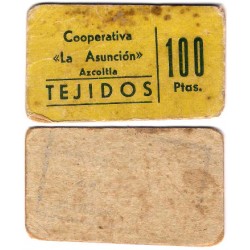 Cooperativa
«La Asunción»
Azcoitia
TEJIDOS
100
Ptas.